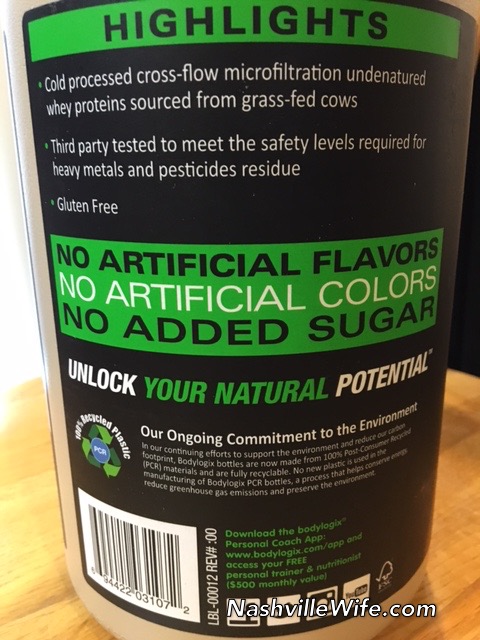 HIGHLIGHTS
• Cold processed cross-flow microfiltration undenatured
whey proteins sourced from grass-fed cows
• Third party tested to meet the safety levels required for
heavy metals and pesticides residue
• Gluten Free
NO ARTIFICIAL FLAVORS
NO ARTIFICIAL COLORS
NO ADDED SUGAR
UNLOCK YOUR NATURAL POTENTIAL™
100% Recycled Plastic
PCR
Our Ongoing Commitment to the Environment
In our continuing efforts to support the environment and reduce our carbon
footprint, Bodylogix bottles are now made from 100% Post-Consumer Recycled
(PCR) materials and are fully recyclable. No new plastic is used in the
manufacturing of Bodylogix PCR bottles, a process that helps conserve energy,
reduce greenhouse gas emissions and preserve the environment.
Download the bodylogix®
Personal Coach App:
www.bodylogix.com/app and
access your FREE
personal trainer & nutritionist
($500 monthly value)
LBL-00012 REV# :00
94422 03107 2
NashvilleWife.com